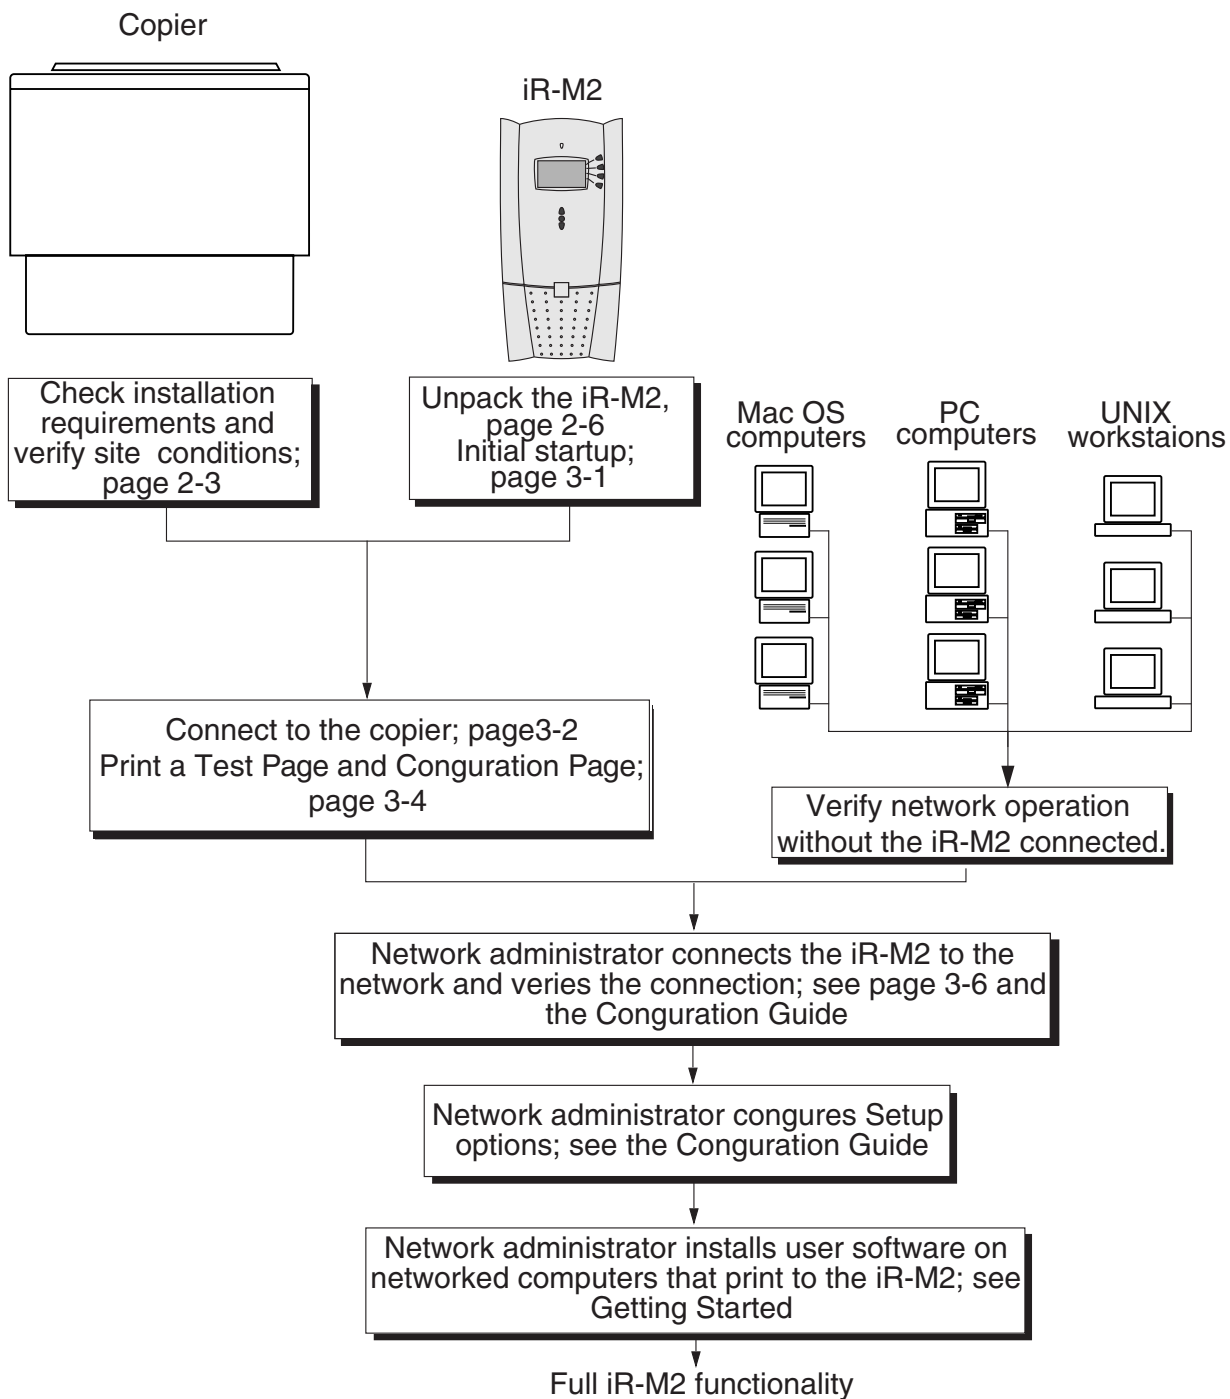 Copier
iR-M2
Check installation
requirements and
verify site conditions;
page 2-3
Unpack the iR-M2,
page 2-6
Initial startup;
page 3-1
Mac OS
computers
PC
computers
UNIX
workstaions
Connect to the copier; page3-2
Print a Test Page and Conguration Page;
page 3-4
Verify network operation
without the iR-M2 connected.
Network administrator connects the iR-M2 to the
network and veries the connection; see page 3-6 and
the Conguration Guide
Network administrator congures Setup
options; see the Conguration Guide
Network administrator installs user software on
networked computers that print to the iR-M2; see
Getting Started
Full iR-M2 functionality